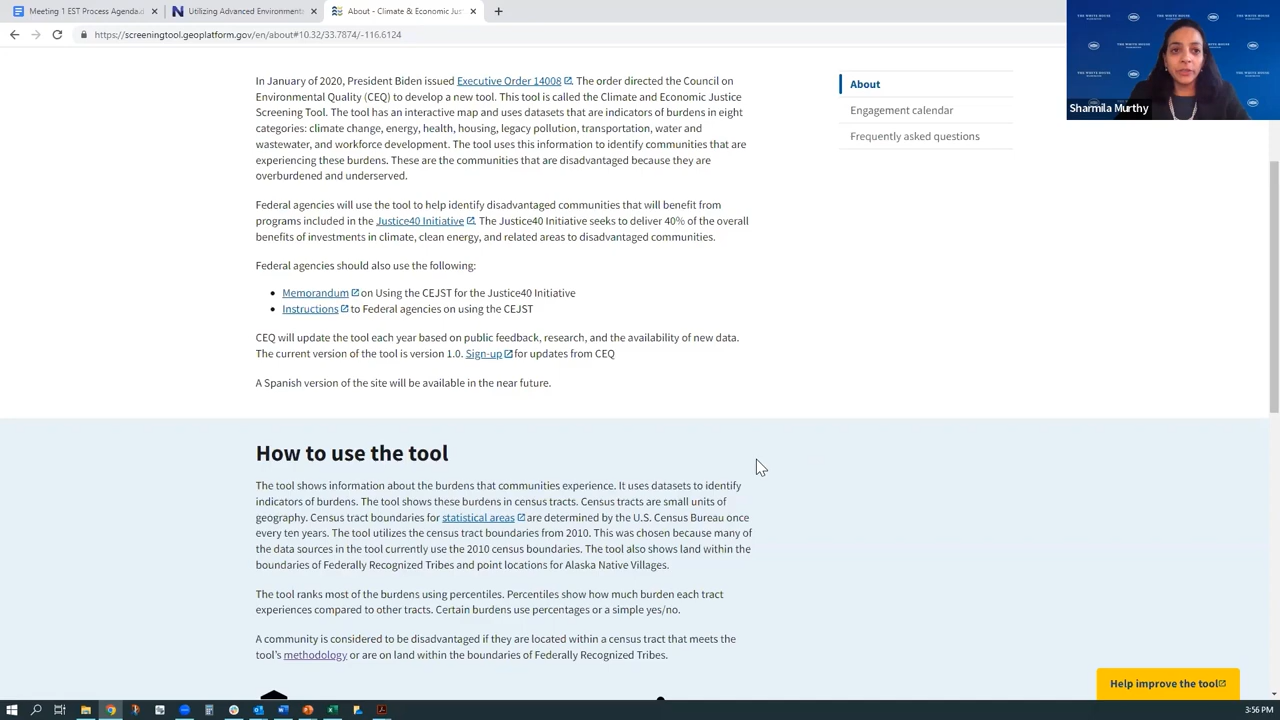 Meeting 1 EST Process Agenda.d
Utilizing Advanced Environmenta
About - Climate & Economic Jus
https://screeningtool.geoplatform.gov/en/about#10.32/33.7874/-116.6124
THE WHITE HOUSE
Sharmila Murthy
In January of 2020, President Biden issued Executive Order 14008. The order directed the Council on
Environmental Quality (CEQ) to develop a new tool. This tool is called the Climate and Economic Justice
Screening Tool. The tool has an interactive map and uses datasets that are indicators of burdens in eight
categories: climate change, energy, health, housing, legacy pollution, transportation, water and
wastewater, and workforce development. The tool uses this information to identify communities that are
experiencing these burdens. These are the communities that are disadvantaged because they are
overburdened and underserved.
Federal agencies will use the tool to help identify disadvantaged communities that will benefit from
programs included in the Justice40 Initiative. The Justice40 Initiative seeks to deliver 40% of the overall
benefits of investments in climate, clean energy, and related areas to disadvantaged communities.
Federal agencies should also use the following:
• Memorandum on Using the CEJST for the Justice40 Initiative
• Instructions to Federal agencies on using the CEJST
CEQ will update the tool each year based on public feedback, research, and the availability of new data.
The current version of the tool is version 1.0. Sign-up for updates from CEQ
A Spanish version of the site will be available in the near future.
About
Engagement calendar
Frequently asked questions
How to use the tool
The tool shows information about the burdens that communities experience. It uses datasets to identify
indicators of burdens. The tool shows these burdens in census tracts. Census tracts are small units of
geography. Census tract boundaries for statistical areas are determined by the U.S. Census Bureau once
every ten years. The tool utilizes the census tract boundaries from 2010. This was chosen because many of
the data sources in the tool currently use the 2010 census boundaries. The tool also shows land within the
boundaries of Federally Recognized Tribes and point locations for Alaska Native Villages.
The tool ranks most of the burdens using percentiles. Percentiles show how much burden each tract
experiences compared to other tracts. Certain burdens use percentages or a simple yes/no.
A community is considered to be disadvantaged if they are located within a census tract that meets the
tool's methodology or are on land within the boundaries of Federally Recognized Tribes.
Help improve the tool
3:56 PM